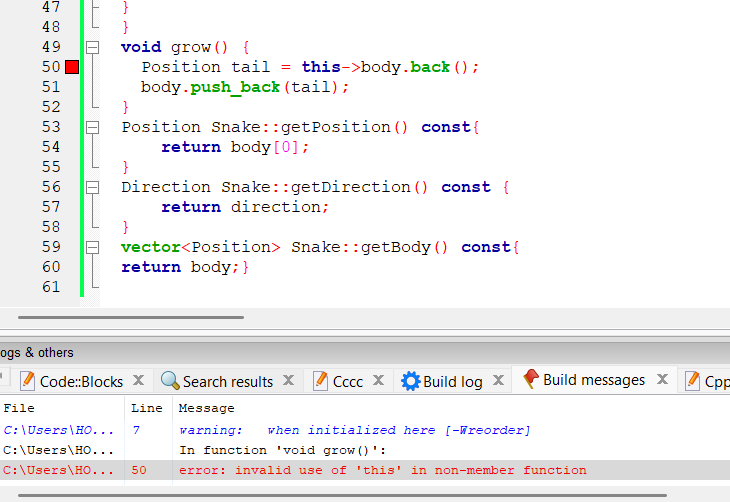 47 }
48 }
49 void grow() {
50 Position tail = this->body.back();
51 body.push_back(tail);
52 }
53 Position Snake::getPosition() const{
54 return body[0];
55 }
56 Direction Snake::getDirection() const {
57 return direction;
58 }
59 vector<Position> Snake::getBody() const{
60 return body;}
61
ogs & others
Code::Blocks X Search results X Cccc X Build log X Build messages X Cpp
File Line Message
C:\Users\HO... 7 warning: when initialized here [-Wreorder]
C:\Users\HO... In function 'void grow()':
C:\Users\HO... 50 error: invalid use of 'this' in non-member function